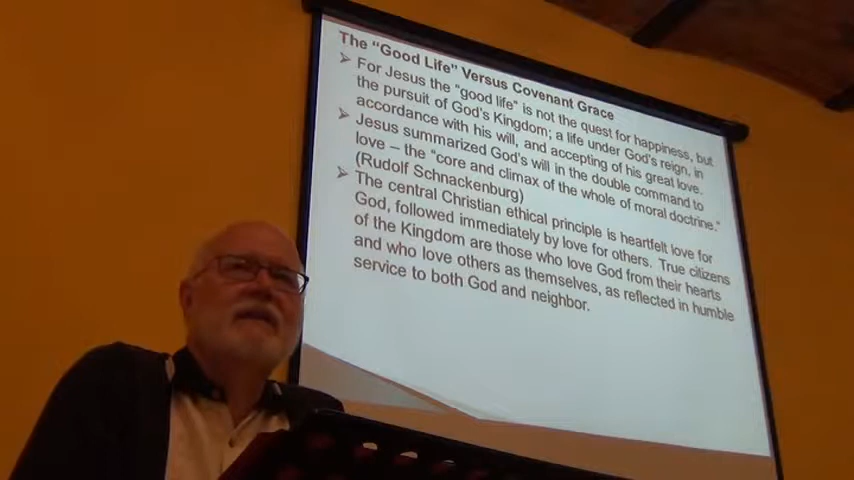 The “Good Life” Versus Covenant Grace
➢ For Jesus the “good life” is not the quest for happiness, but
the pursuit of God’s Kingdom; a life under God’s reign, in
accordance with his will, and accepting of his great love.
➢ Jesus summarized God’s will in the double command to
love – the “core and climax of the whole of moral doctrine.”
(Rudolf Schnackenburg)
➢ The central Christian ethical principle is heartfelt love for
God, followed immediately by love for others. True citizens
of the Kingdom are those who love God from their hearts
and who love others as themselves, as reflected in humble
service to both God and neighbor.